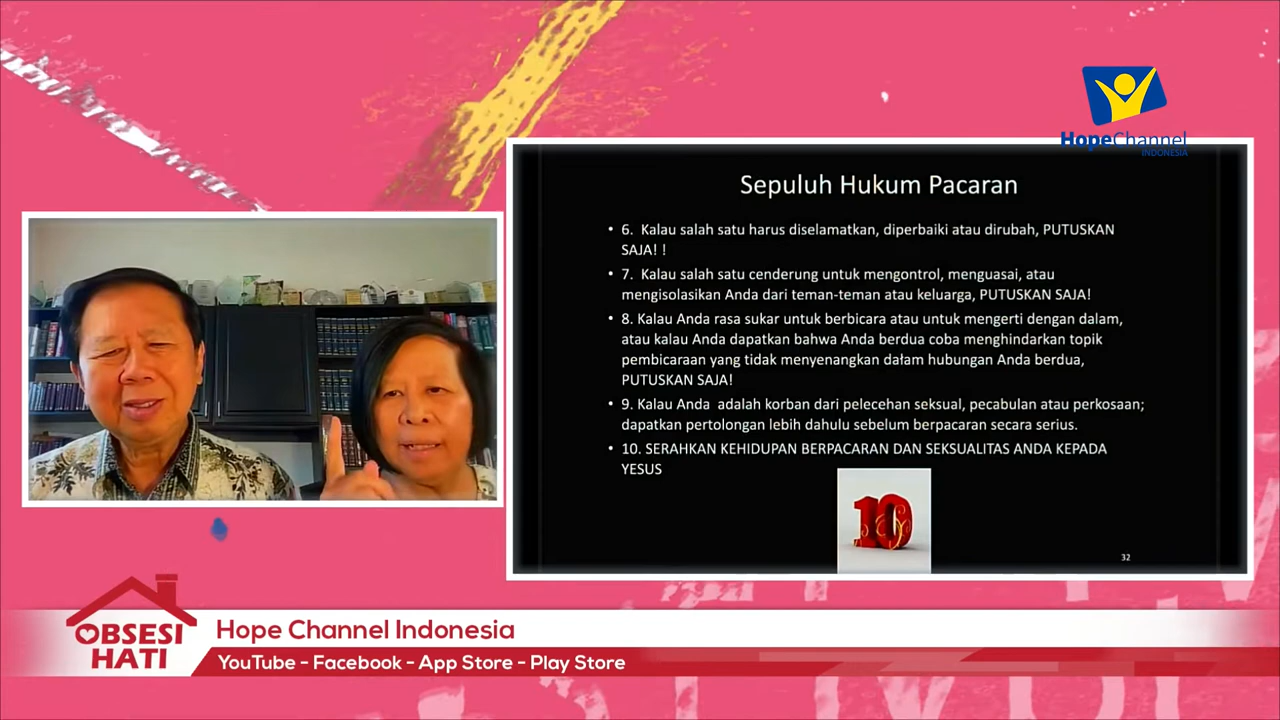 HopeChannel
INDONESIA
Sepuluh Hukum Pacaran
• 6. Kalau salah satu harus diselamatkan, diperbaiki atau dirubah, PUTUSKAN
SAJA! !
• 7. Kalau salah satu cenderung untuk mengontrol, menguasai, atau
mengisolasikan Anda dari teman-teman atau keluarga, PUTUSKAN SAJA!
• 8. Kalau Anda rasa sukar untuk berbicara atau untuk mengerti dengan dalam,
atau kalau Anda dapatkan bahwa Anda berdua coba menghindarkan topik
pembicaraan yang tidak menyenangkan dalam hubungan Anda berdua,
PUTUSKAN SAJA!
• 9. Kalau Anda adalah korban dari pelecehan seksual, pecabulan atau perkosaan;
dapatkan pertolongan lebih dahulu sebelum berpacaran secara serius.
• 10. SERAHKAN KEHIDUPAN BERPACARAN DAN SEKSUALITAS ANDA KEPADA
YESUS
10
32
OBSESI
HATI
Hope Channel Indonesia
YouTube - Facebook - App Store - Play Store